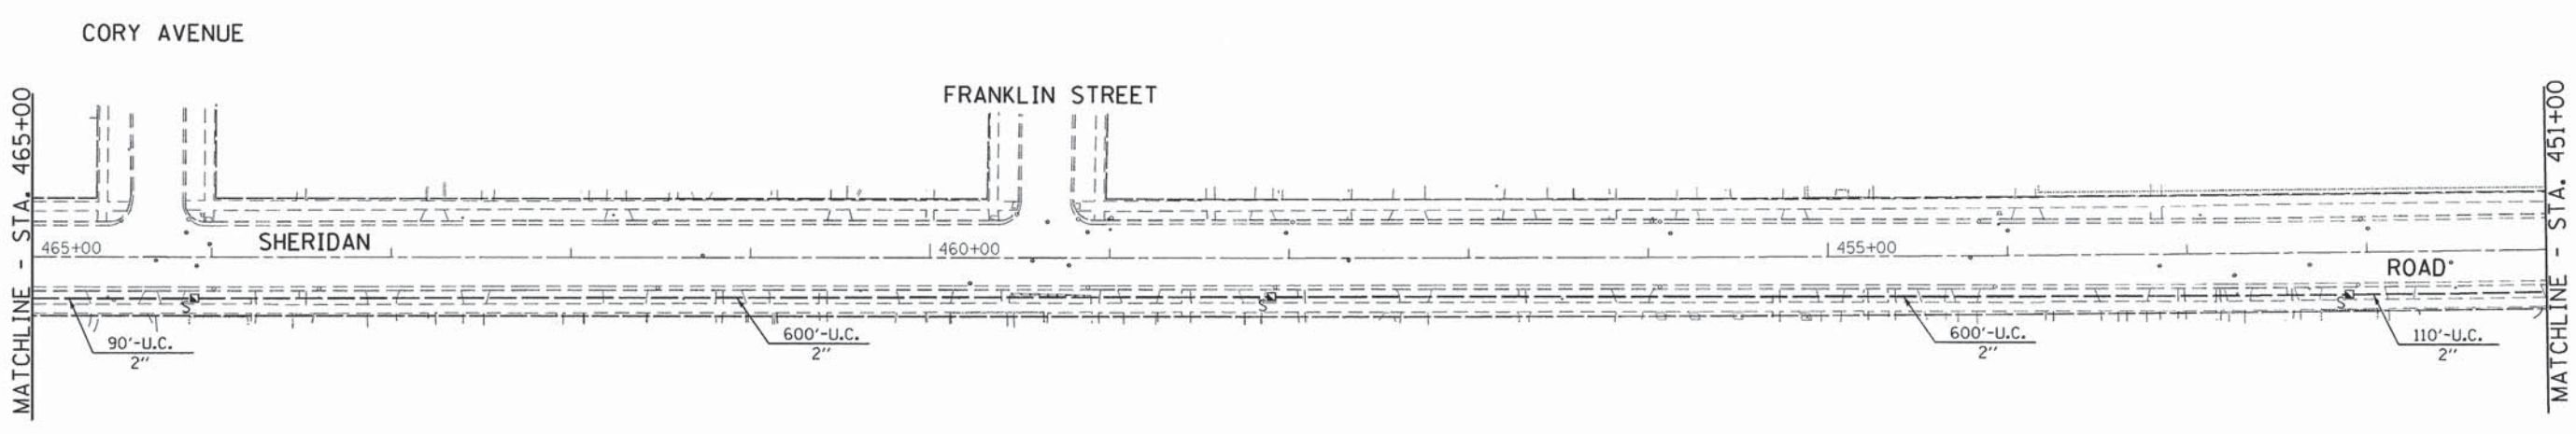 CORY AVENUE
FRANKLIN STREET
MATCHLINE - STA. 465+00
MATCHLINE - STA. 451+00
465+00
SHERIDAN
460+00
455+00
ROAD
S
S
S
90'-U.C.
2"
600'-U.C.
2"
600'-U.C.
2"
110'-U.C.
2"